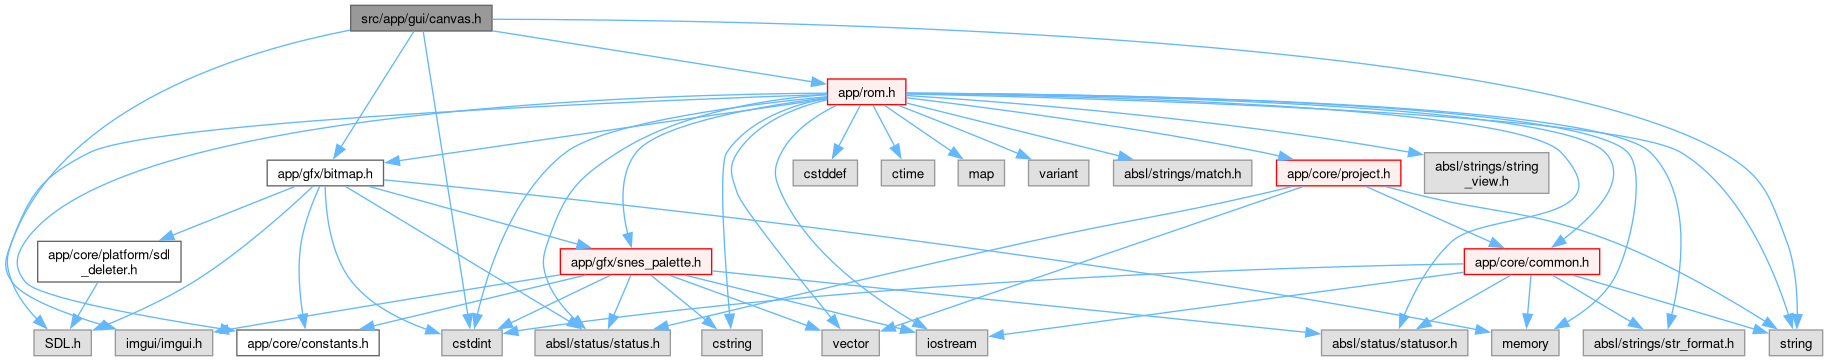 src/app/gui/canvas.h
app/rom.h
app/gfx/bitmap.h
cstddef
ctime
map
variant
absl/strings/match.h
app/core/project.h
absl/strings/string
_view.h
app/core/platform/sdl
_deleter.h
app/gfx/snes_palette.h
app/core/common.h
SDL.h
imgui/imgui.h
app/core/constants.h
cstdint
absl/status/status.h
cstring
vector
iostream
absl/status/statusor.h
memory
absl/strings/str_format.h
string